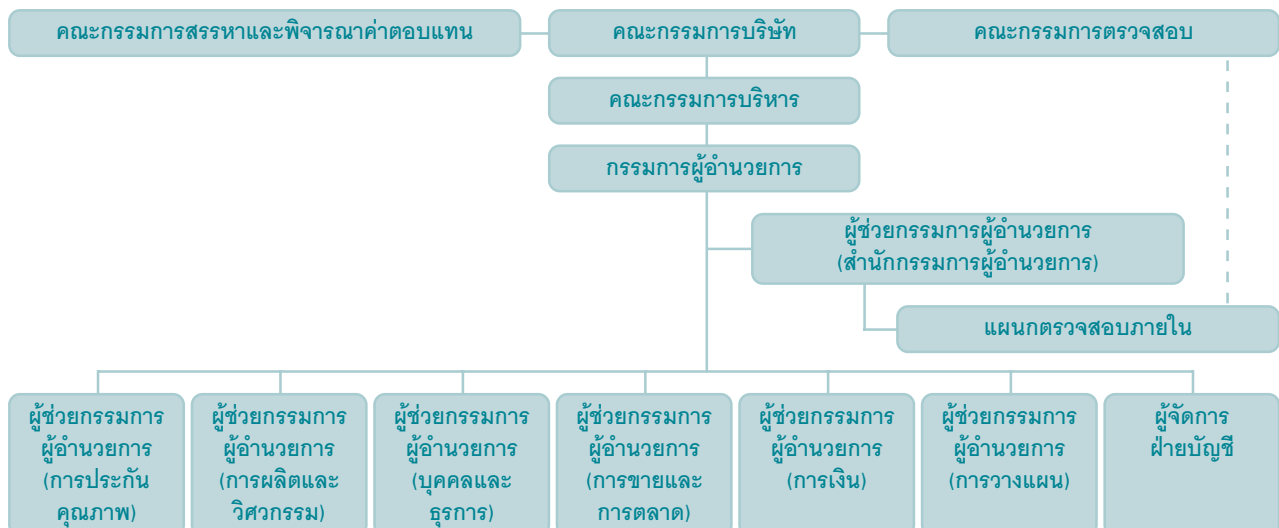 คณะกรรมการสรรหาและพิจารณาค่าตอบแทน
คณะกรรมการบริษัท
คณะกรรมการตรวจสอบ
คณะกรรมการบริหาร
กรรมการผู้อำนวยการ
ผู้ช่วยกรรมการผู้อำนวยการ
(สำนักกรรมการผู้อำนวยการ)
แผนกตรวจสอบภายใน
ผู้ช่วยกรรมการ
ผู้อำนวยการ
(การประกัน
คุณภาพ)
ผู้ช่วยกรรมการ
ผู้อำนวยการ
(การผลิตและ
วิศวกรรม)
ผู้ช่วยกรรมการ
ผู้อำนวยการ
(บุคคลและ
ธุรการ)
ผู้ช่วยกรรมการ
ผู้อำนวยการ
(การขายและ
การตลาด)
ผู้ช่วยกรรมการ
ผู้อำนวยการ
(การเงิน)
ผู้ช่วยกรรมการ
ผู้อำนวยการ
(การวางแผน)
ผู้จัดการ
ฝ่ายบัญชี